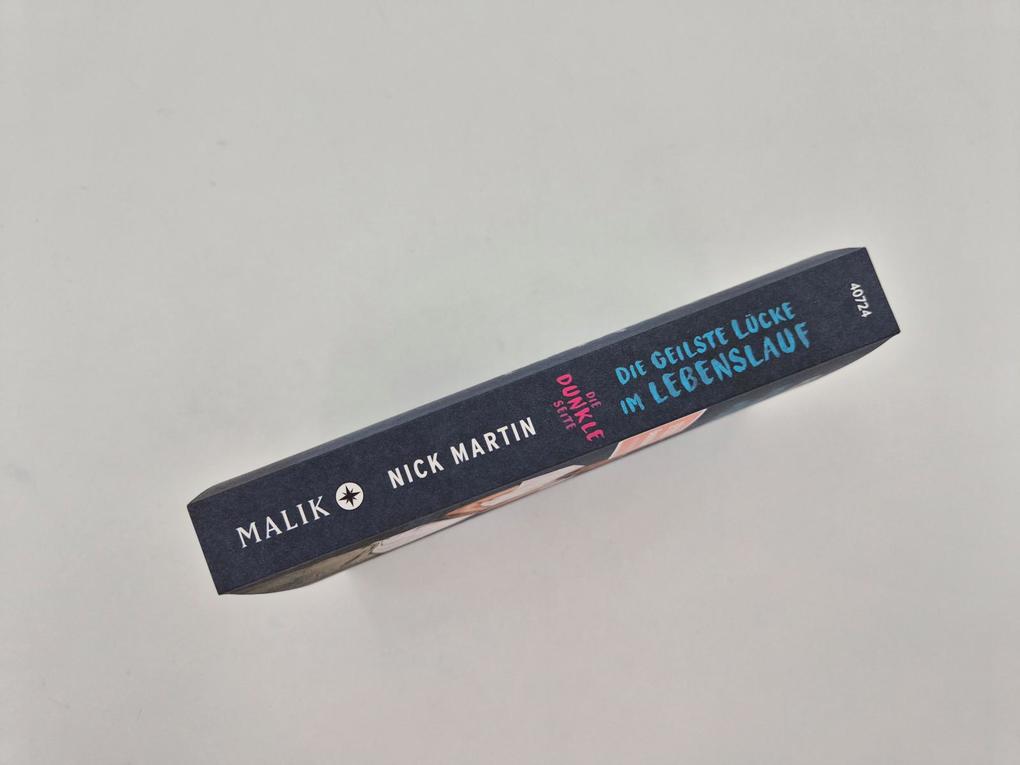 MALIK
NICK MARTIN
DIE
DUNKLE
SEITE
DIE GEILSTE LÜCKE
IM LEBENSLAUF
40724